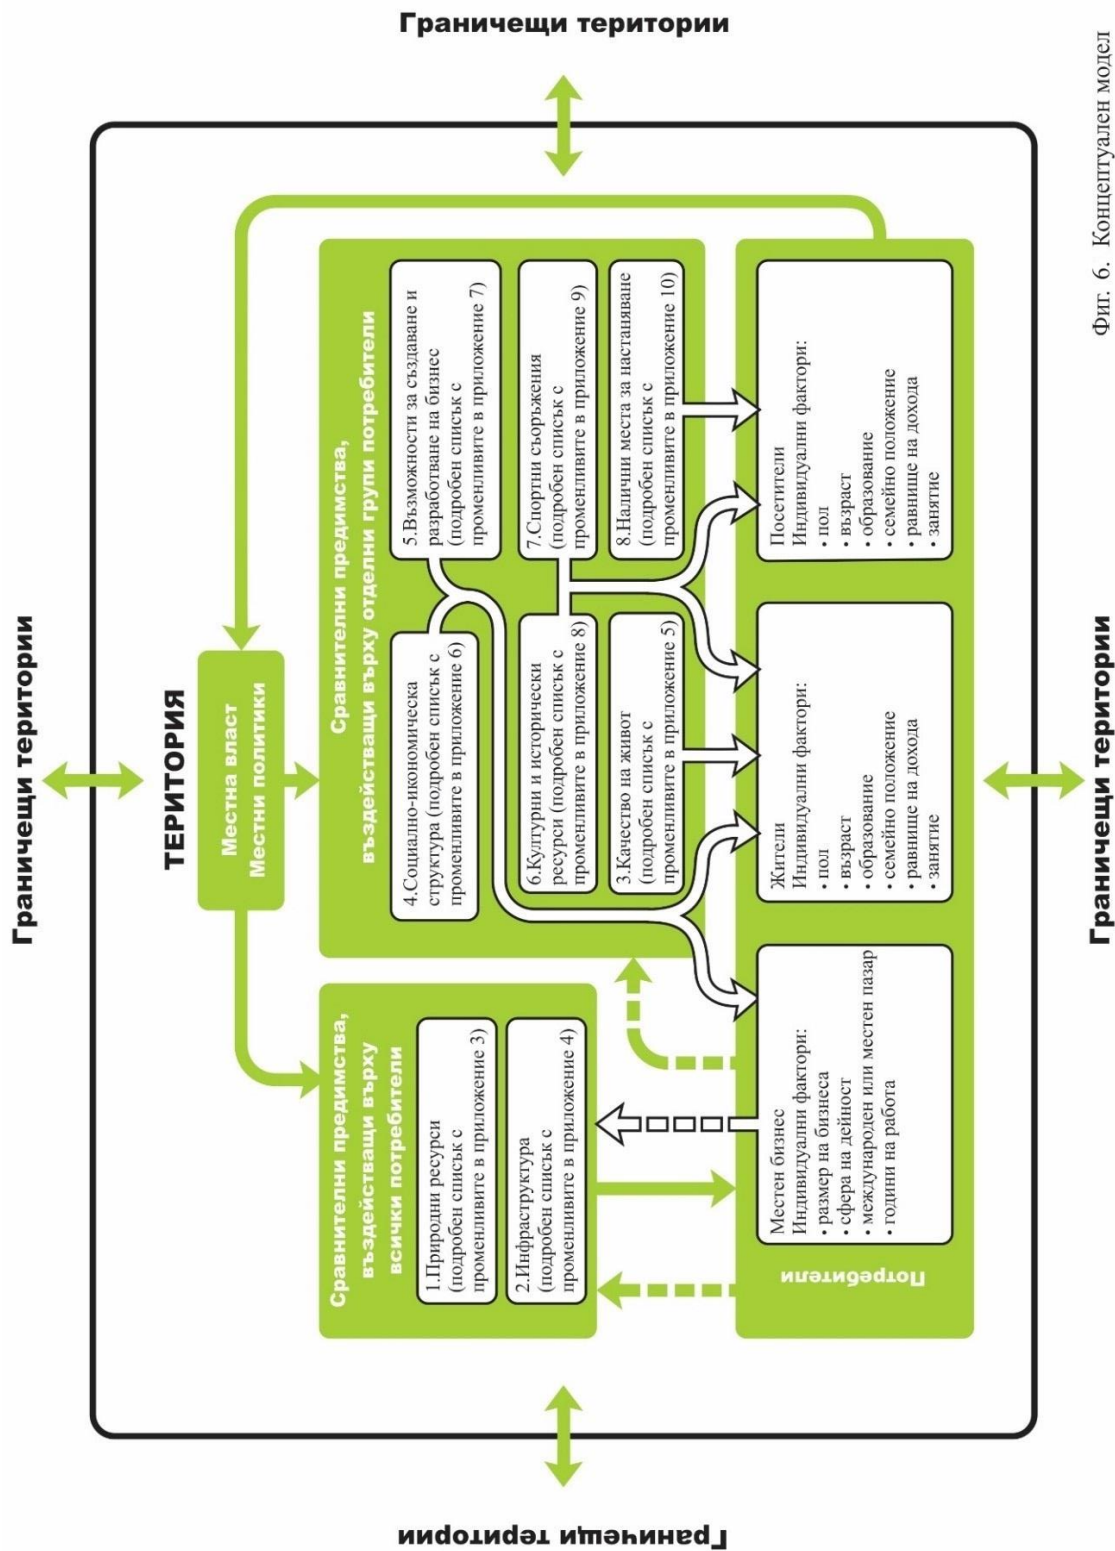 Граничещи територии
ТЕРИТОРИЯ
Местна власт
Местни политики
Сравнителни предимства,
въздействащи върху
всички потребители
1.Природни ресурси
(подробен списък с
променливите в приложение 3)
2.Инфраструктура
(подробен списък с
променливите в приложение 4)
Сравнителни предимства,
въздействащи върху отделни групи потребители
4.Социално-икономическа
структура (подробен списък с
променливите в приложение 6)
5.Възможности за създаване и
разработване на бизнес
(подробен списък с
променливите в приложение 7)
6.Културни и исторически
ресурси (подробен списък с
променливите в приложение 8)
7.Спортни съоръжения
(подробен списък с
променливите в приложение 9)
3.Качество на живот
(подробен списък с
променливите в приложение 5)
8.Налични места за настаняване
(подробен списък с
променливите в приложение 10)
Потребители
Местен бизнес
Индивидуални фактори:
• размер на бизнеса
• сфера на дейност
• международен или местен пазар
• години на работа
Жители
Индивидуални фактори:
• пол
• възраст
• образование
• семейно положение
• равнище на дохода
• занятие
Посетители
Индивидуални фактори:
• пол
• възраст
• образование
• семейно положение
• равнище на дохода
• занятие
Граничещи територии
Граничещи територии
Граничещи територии
Фиг. 6. Концептуален модел